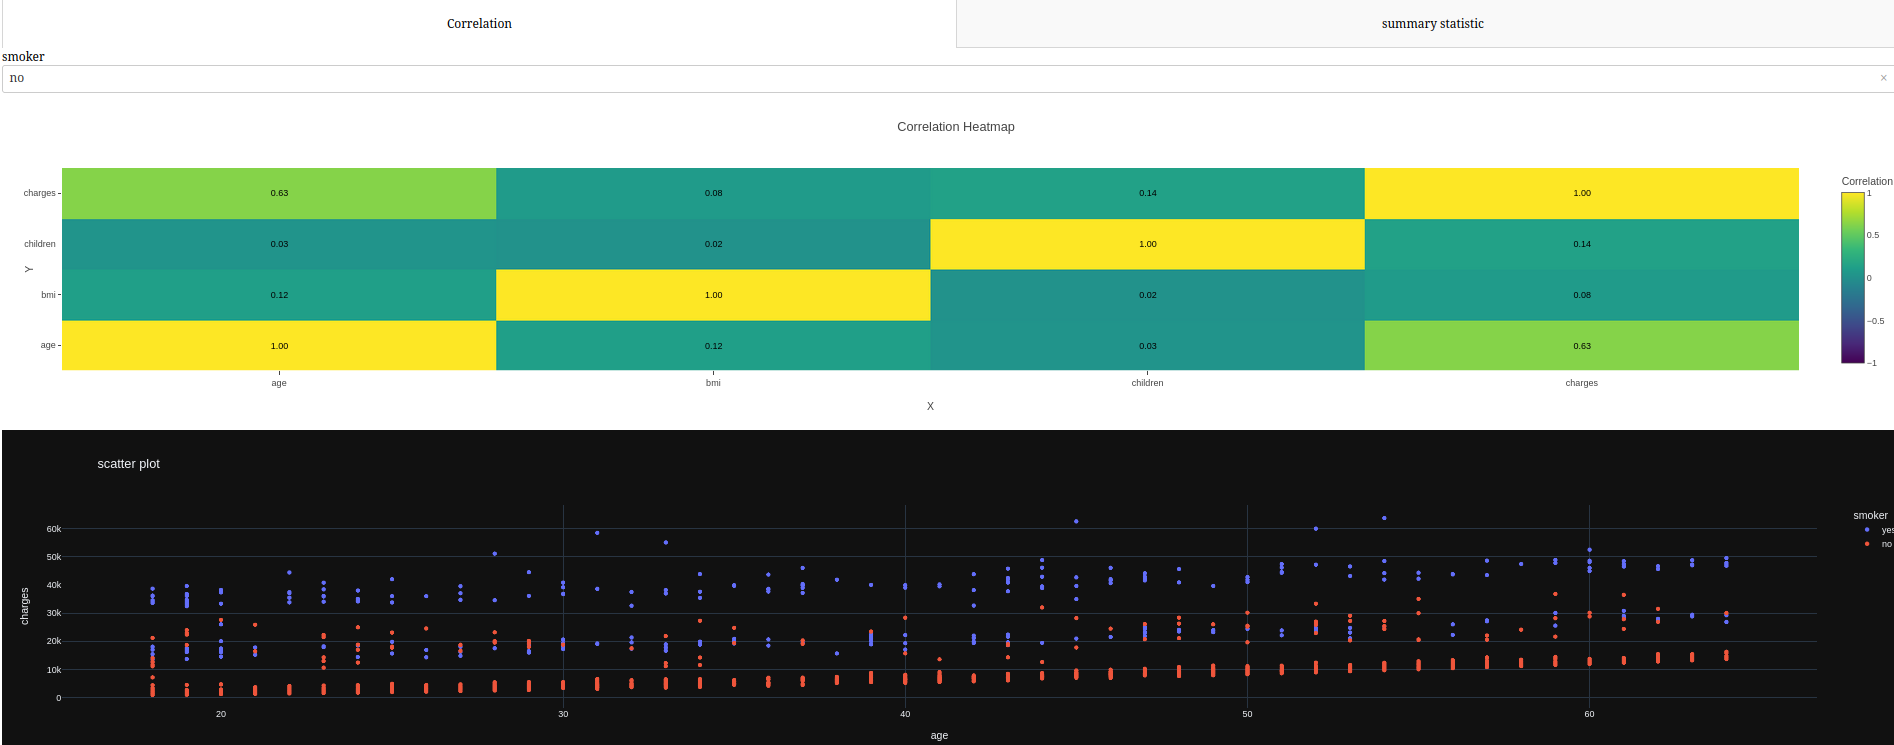 Correlation
summary statistic
smoker
no ×
Correlation Heatmap
charges 0.63 0.08 0.14 1.00
children 0.03 0.02 1.00 0.14
Y
bmi 0.12 1.00 0.02 0.08
age 1.00 0.12 0.03 0.63
age bmi children charges
X
Correlation
1
0.5
0
−0.5
−1
scatter plot
charges
60k
50k
40k
30k
20k
10k
0
20 30 40 50 60
age
smoker
yes
no